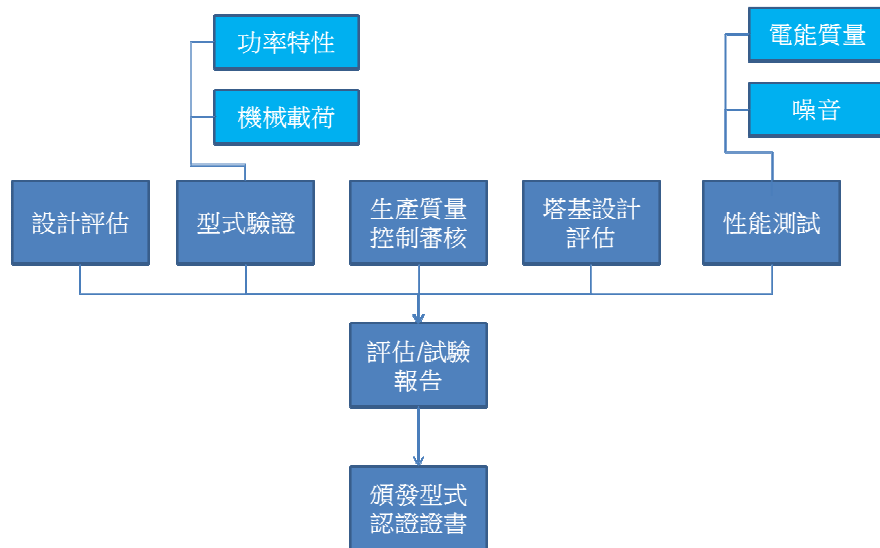 功率特性
機械載荷
電能質量
噪音
設計評估
型式驗證
生產質量
控制審核
塔基設計
評估
性能測試
評估/試驗
報告
頒發型式
認證證書